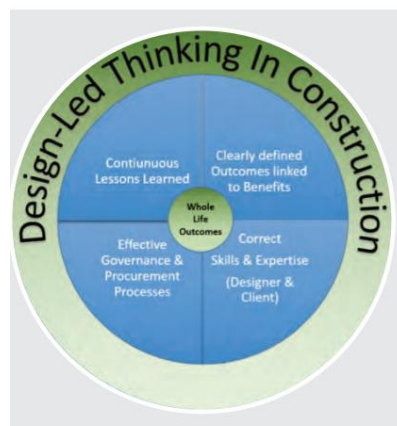 Design-Led Thinking In Construction
Contiunuous
Lessons Learned
Clearly defined
Outcomes linked
to Benefits
Whole
Life
Outcomes
Effective
Governance &
Procurement
Processes
Correct
Skills & Expertise
(Designer &
Client)